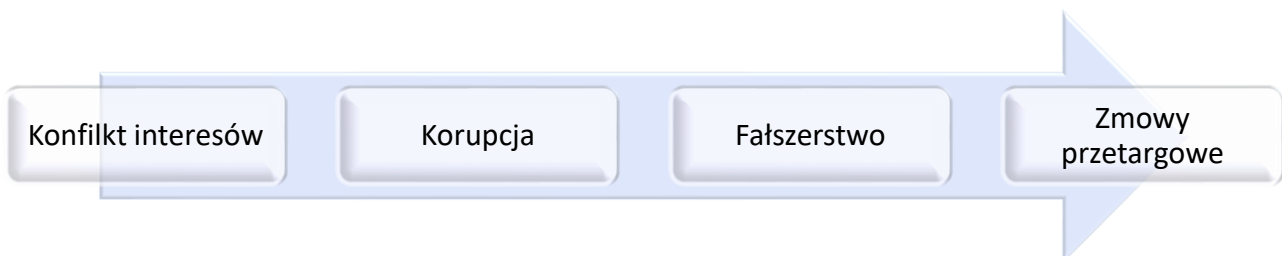 Konfilkt interesów
Korupcja
Fałszerstwo
Zmowy
przetargowe